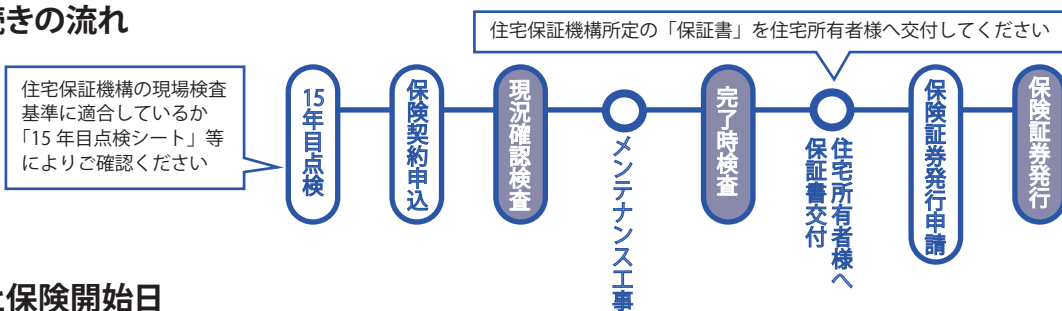 きの流れ
住宅保証機構所定の「保証書」を住宅所有者様へ交付してください
住宅保証機構の現場検査
基準に適合しているか
「15 年目点検シート」等
によりご確認ください
15年目点検
保険契約申込
現況確認検査
メンテナンス工事
完了時検査
住宅所有者様へ
保証書交付
保険証券発行申請
保険証券発行
保険開始日